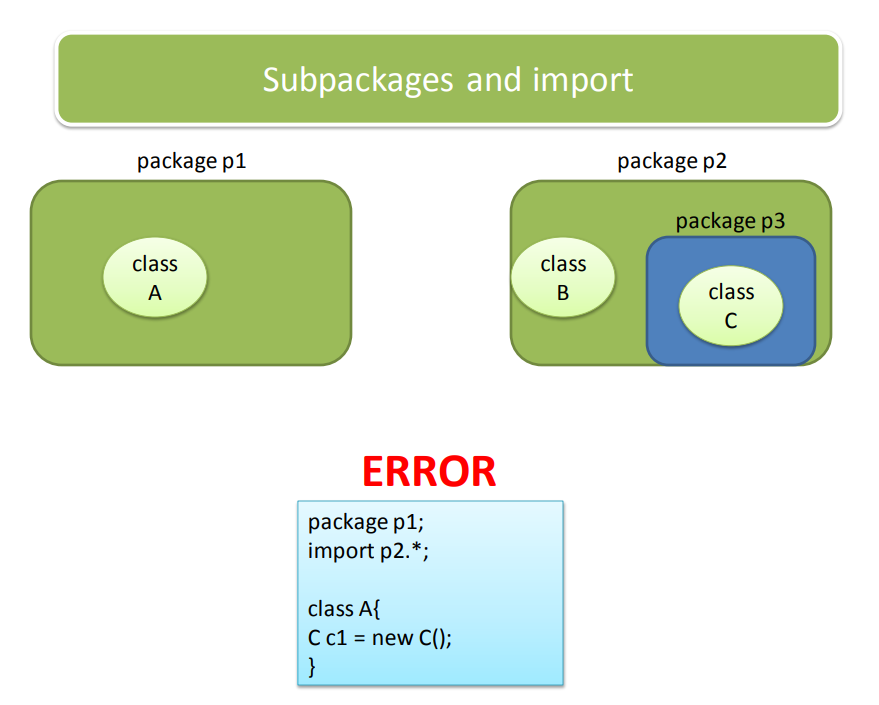 Subpackages and import
package p1
package p2
package p3
class
A
class
B
class
C
ERROR
package p1;
import p2.*;
class A{
C c1 = new C();
}